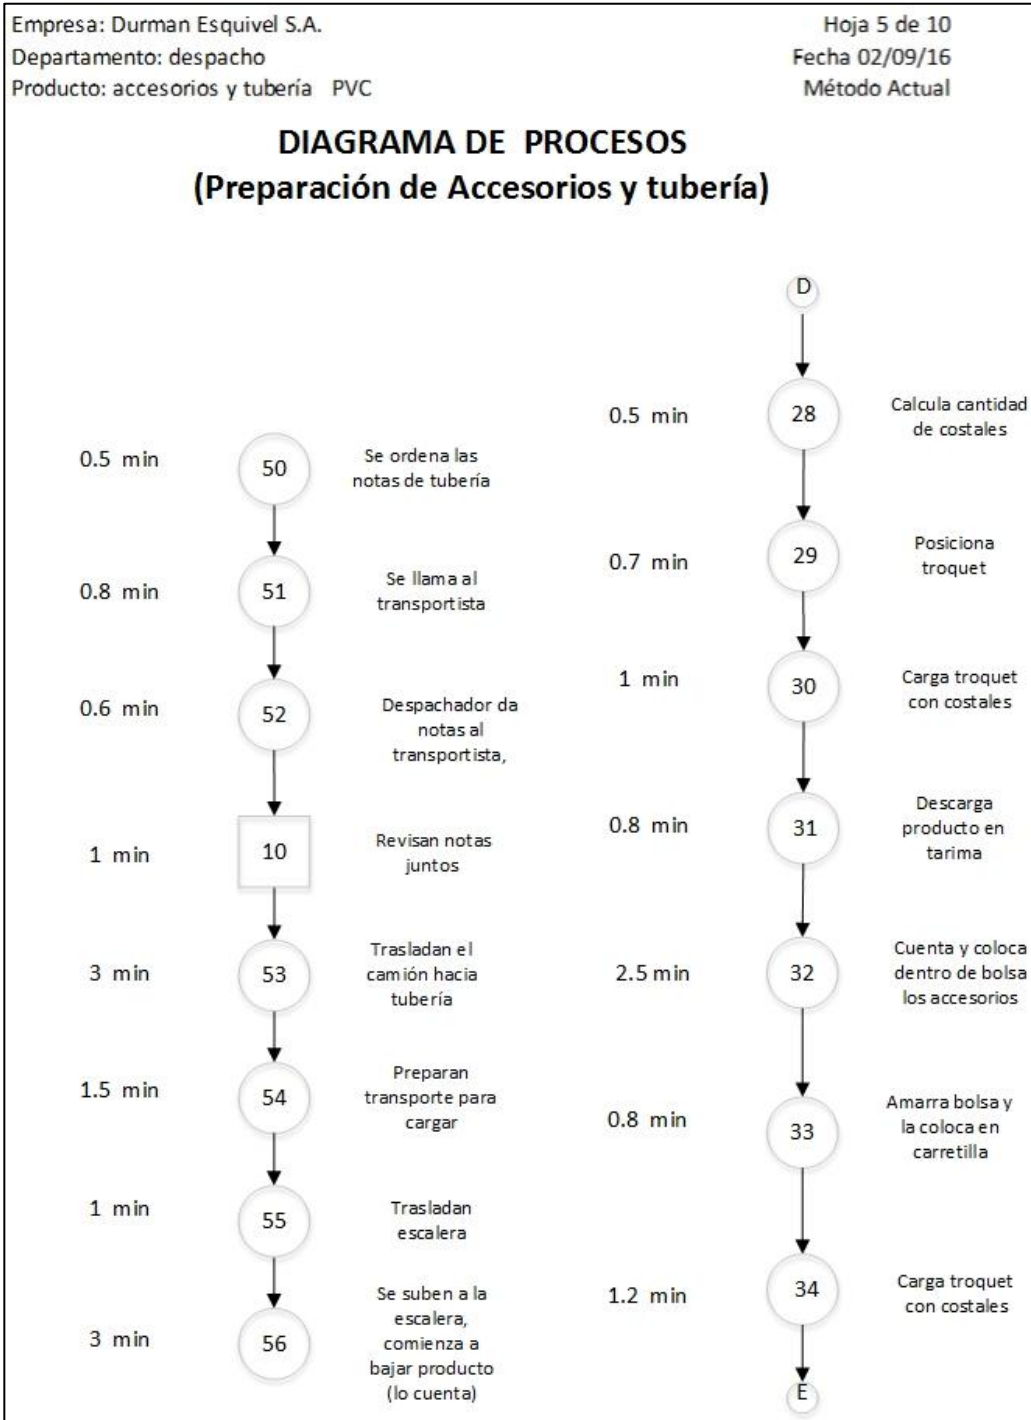 Empresa: Durman Esquivel S.A.
Hoja 5 de 10
Departamento: despacho
Fecha 02/09/16
Producto: accesorios y tubería PVC
Método Actual
DIAGRAMA DE PROCESOS
(Preparación de Accesorios y tubería)
0.5 min
50
Se ordena las
notas de tubería
0.8 min
51
Se llama al
transportista
0.6 min
52
Despachador da
notas al
transportista,
1 min
10
Revisan notas
juntos
3 min
53
Trasladan el
camión hacia
tubería
1.5 min
54
Preparan
transporte para
cargar
1 min
55
Trasladan
escalera
3 min
56
Se suben a la
escalera,
comienza a
bajar producto
(lo cuenta)
D
0.5 min
28
Calcula cantidad
de costales
0.7 min
29
Posiciona
troquet
1 min
30
Carga troquet
con costales
0.8 min
31
Descarga
producto en
tarima
2.5 min
32
Cuenta y coloca
dentro de bolsa
los accesorios
0.8 min
33
Amarra bolsa y
la coloca en
carretilla
1.2 min
34
Carga troquet
con costales
E